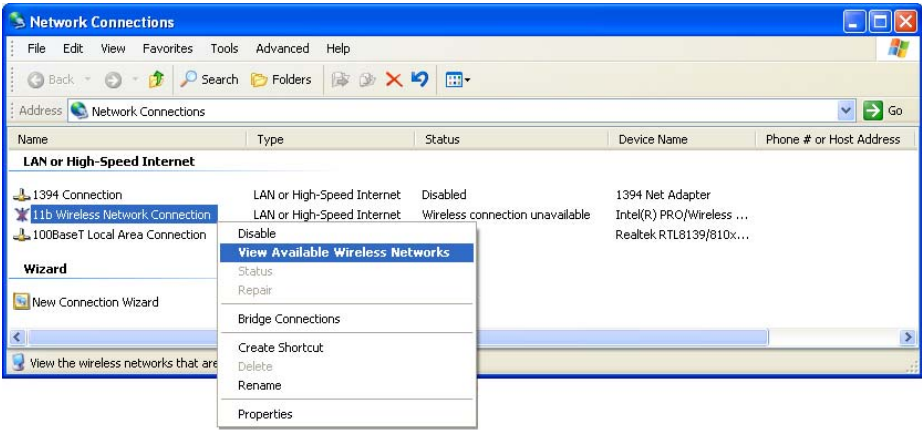 Network Connections
File Edit View Favorites Tools Advanced Help
Back Search Folders
Address Network Connections Go
Name Type Status Device Name Phone # or Host Address
LAN or High-Speed Internet
1394 Connection LAN or High-Speed Internet Disabled 1394 Net Adapter
11b Wireless Network Connection LAN or High-Speed Internet Wireless connection unavailable Intel(R) PRO/Wireless ...
100BaseT Local Area Connection Realtek RTL8139/810x...
Disable
View Available Wireless Networks
Wizard
Status
Repair
New Connection Wizard
Bridge Connections
Create Shortcut
View the wireless networks that are
Delete
Rename
Properties